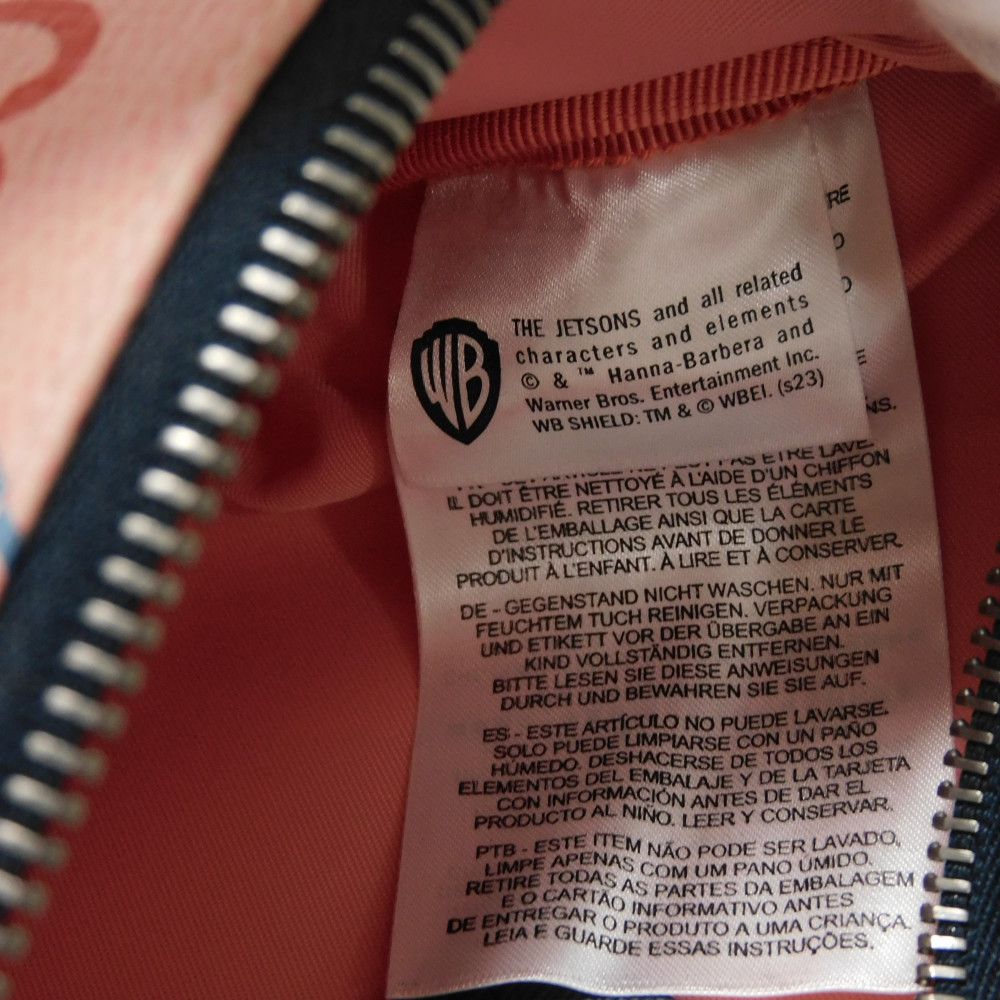 THE JETSONS and all related
characters and elements
© & ™ Hanna-Barbera and
Warner Bros. Entertainment Inc.
WB SHIELD: TM & © WBEI. (s23)
WB
RE
E
NS.
PAS ÊTRE LAVÉ.
IL DOIT ÊTRE NETTOYÉ À L'AIDE D'UN CHIFFON
HUMIDIFIÉ. RETIRER TOUS LES ÉLÉMENTS
DE L'EMBALLAGE AINSI QUE LA CARTE
D'INSTRUCTIONS AVANT DE DONNER LE
PRODUIT À L'ENFANT. À LIRE ET À CONSERVER.
DE - GEGENSTAND NICHT WASCHEN. NUR MIT
FEUCHTEM TUCH REINIGEN. VERPACKUNG
UND ETIKETT VOR DER ÜBERGABE AN EIN
KIND VOLLSTÄNDIG ENTFERNEN.
BITTE LESEN SIE DIESE ANWEISUNGEN
DURCH UND BEWAHREN SIE SIE AUF.
ES - ESTE ARTÍCULO NO PUEDE LAVARSE.
SOLO PUEDE LIMPIARSE CON UN PAÑO
HÚMEDO. DESHACERSE DE TODOS LOS
ELEMENTOS DEL EMBALAJE Y DE LA TARJETA
CON INFORMACIÓN ANTES DE DAR EL
PRODUCTO AL NIÑO. LEER Y CONSERVAR.
PTB - ESTE ITEM NÃO PODE SER LAVADO,
LIMPE APENAS COM UM PANO ÚMIDO.
RETIRE TODAS AS PARTES DA EMBALAGEM
E O CARTÃO INFORMATIVO ANTES
DE ENTREGAR O PRODUTO A UMA CRIANÇA.
LEIA E GUARDE ESSAS INSTRUÇÕES.